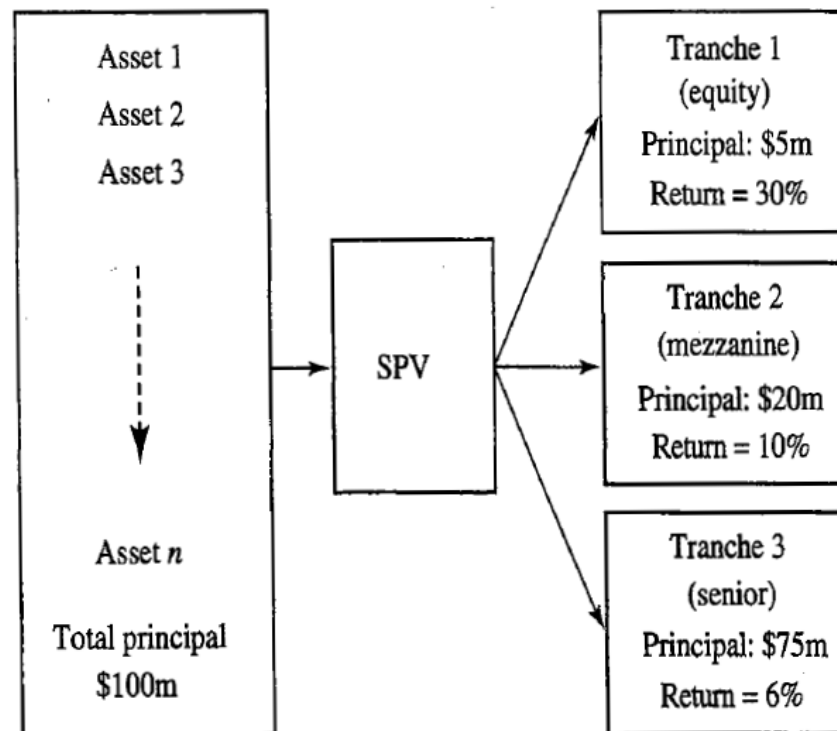 Asset 1
Asset 2
Asset 3
Asset n
Total principal
$100m
SPV
Tranche 1
(equity)
Principal: $5m
Return = 30%
Tranche 2
(mezzanine)
Principal: $20m
Return = 10%
Tranche 3
(senior)
Principal: $75m
Return = 6%